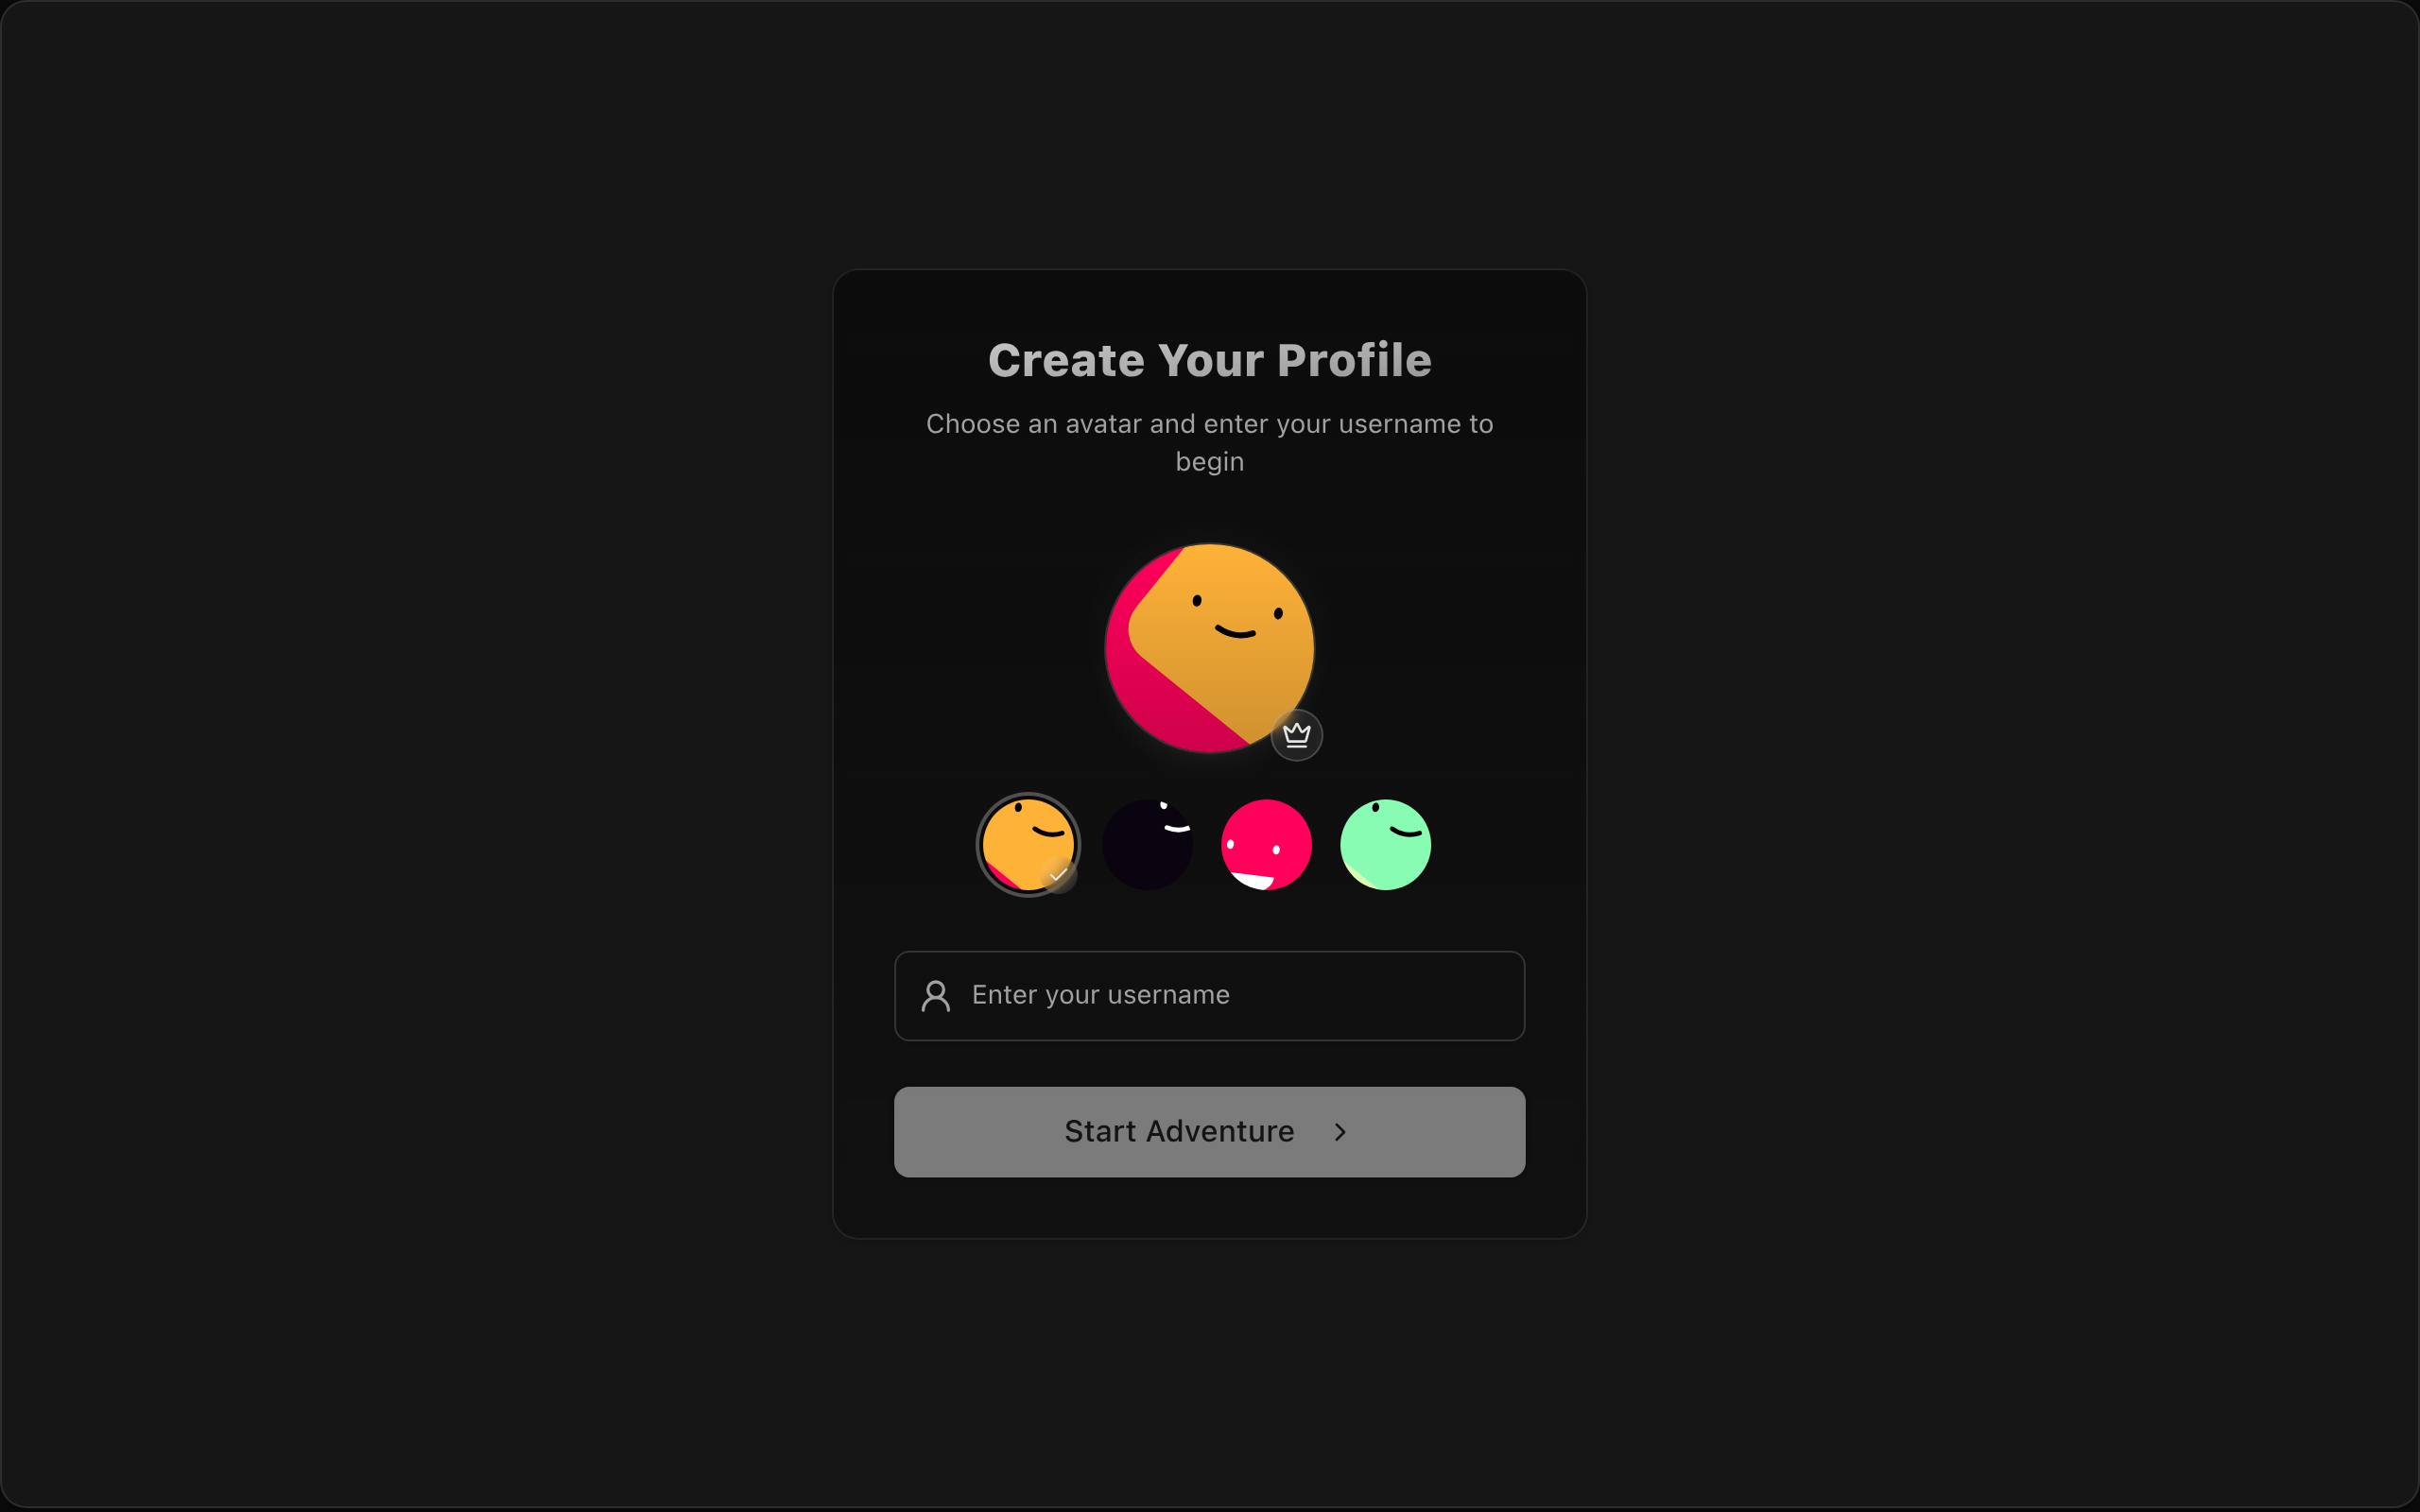 Create Your Profile
Choose an avatar and enter your username to
begin
Enter your username
Start Adventure